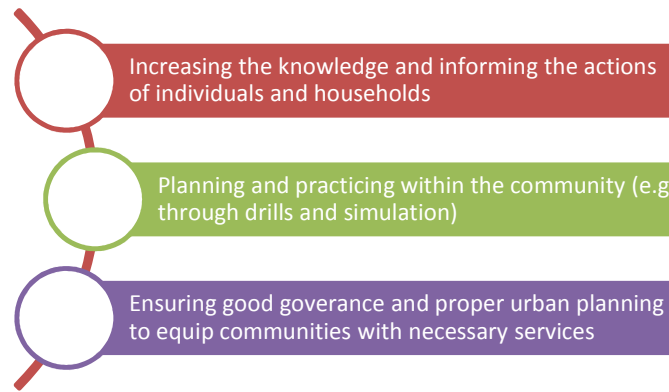 Increasing the knowledge and informing the actions
of individuals and households
Planning and practicing within the community (e.g
through drills and simulation)
Ensuring good goverance and proper urban planning
to equip communities with necessary services